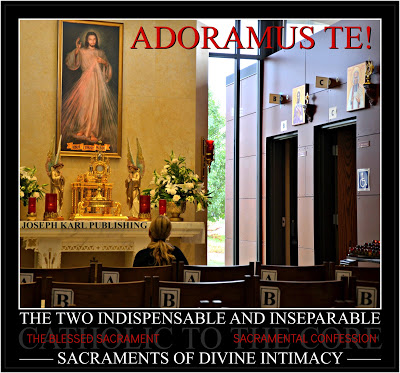 ADORAMUS TE!
C
B
A
JOSEPH KARL PUBLISHING
A
B
A
B
THE TWO INDISPENSABLE AND INSEPARABLE
CATHOLIC TO THE CORE
THE BLESSED SACRAMENT SACRAMENTAL CONFESSION
SACRAMENTS OF DIVINE INTIMACY